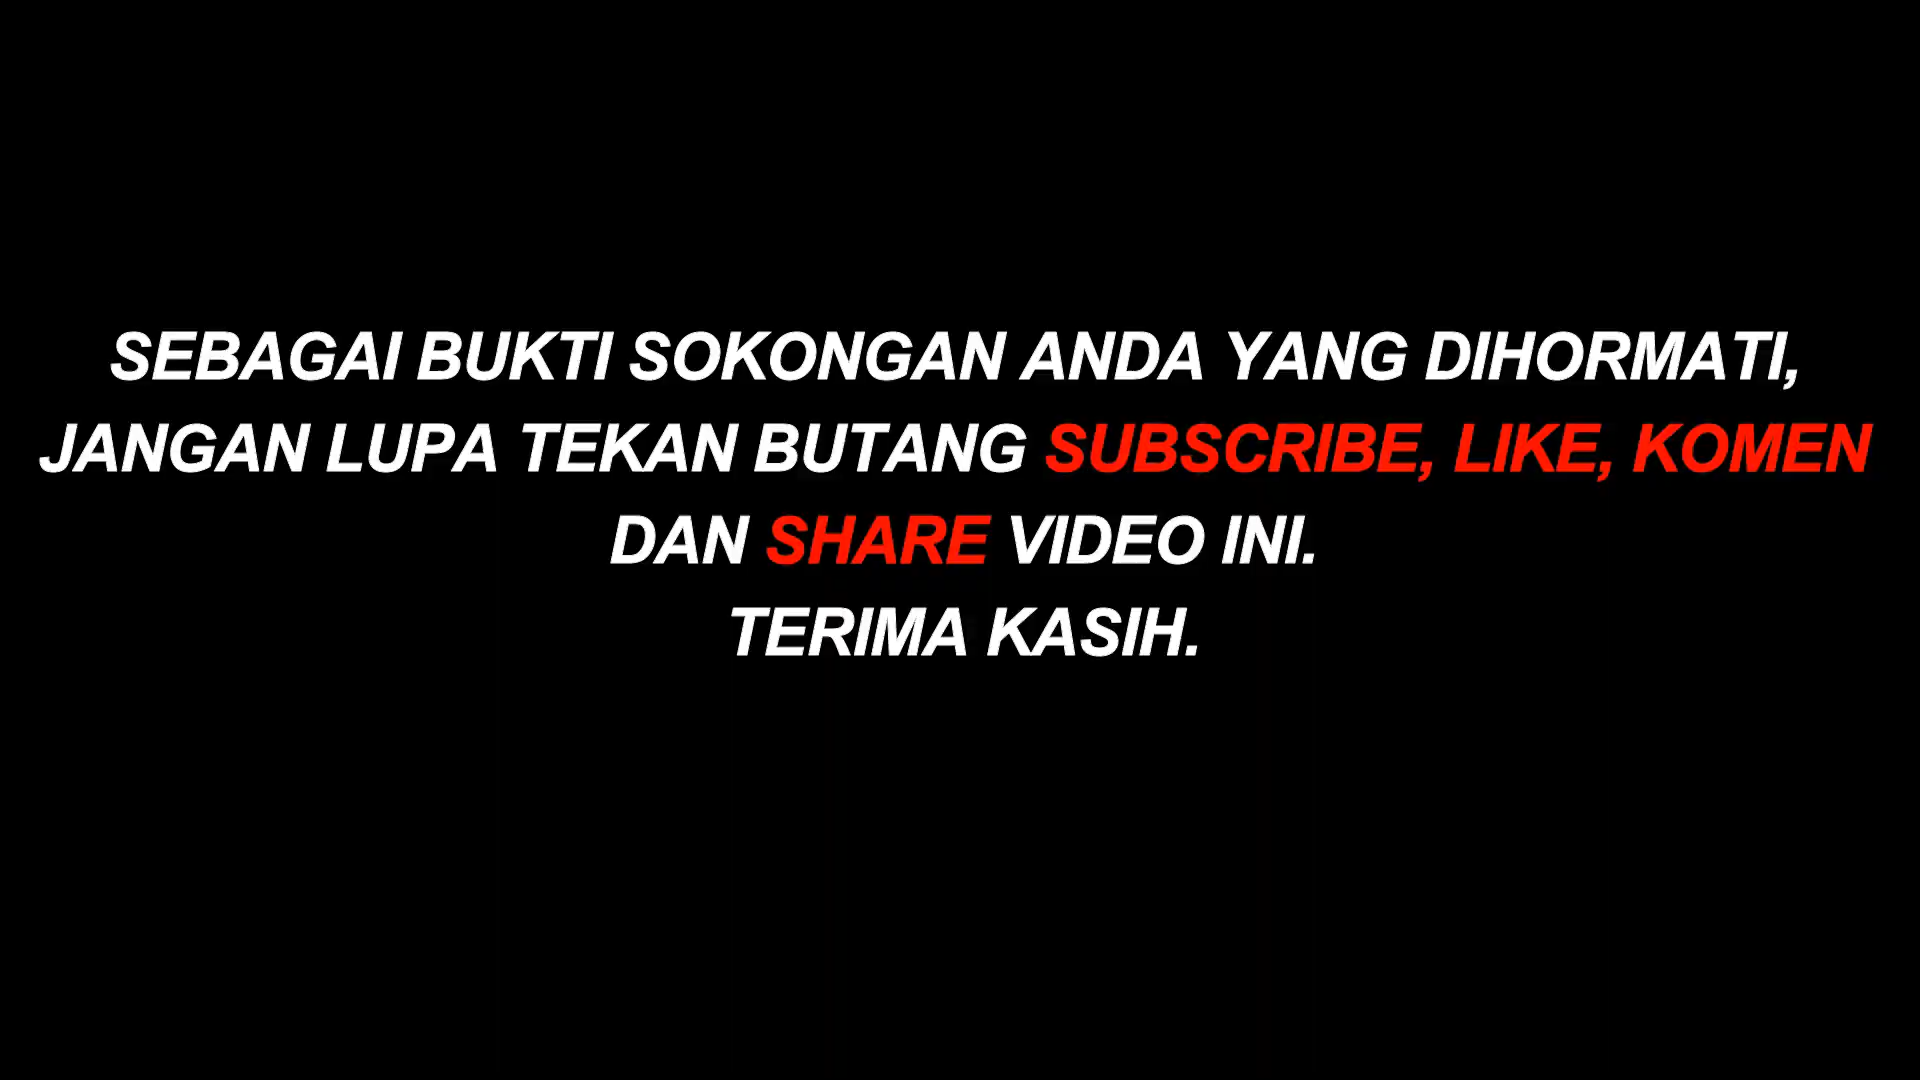 SEBAGAI BUKTI SOKONGAN ANDA YANG DIHORMATI,
JANGAN LUPA TEKAN BUTANG SUBSCRIBE, LIKE, KOMEN
DAN SHARE VIDEO INI.
TERIMA KASIH.